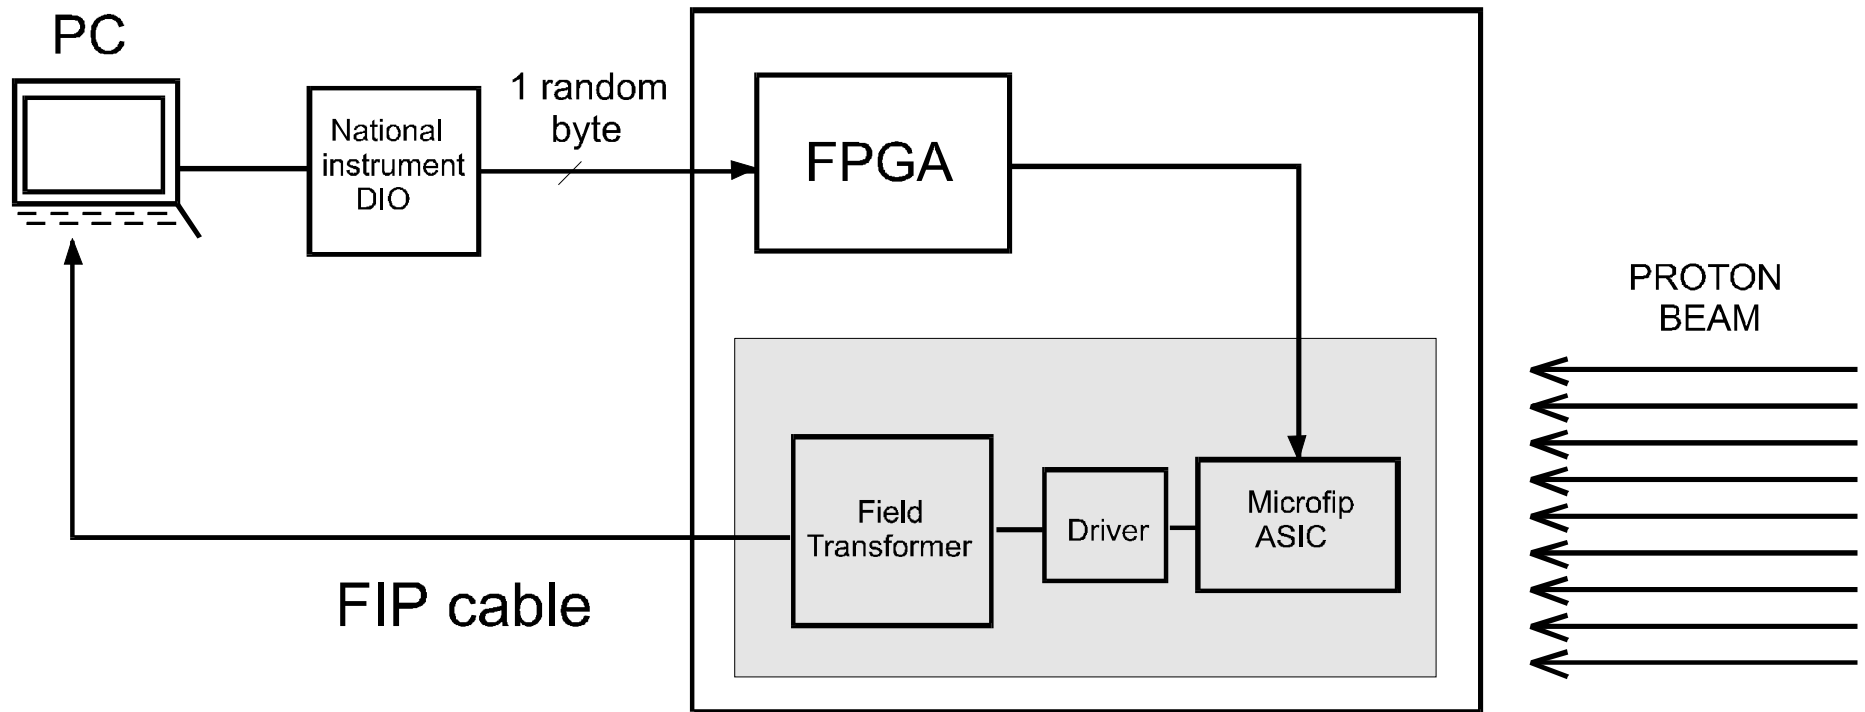 PC
National
instrument
DIO
1 random
byte
FPGA
PROTON
BEAM
Field
Transformer
Driver
Microfip
ASIC
FIP cable